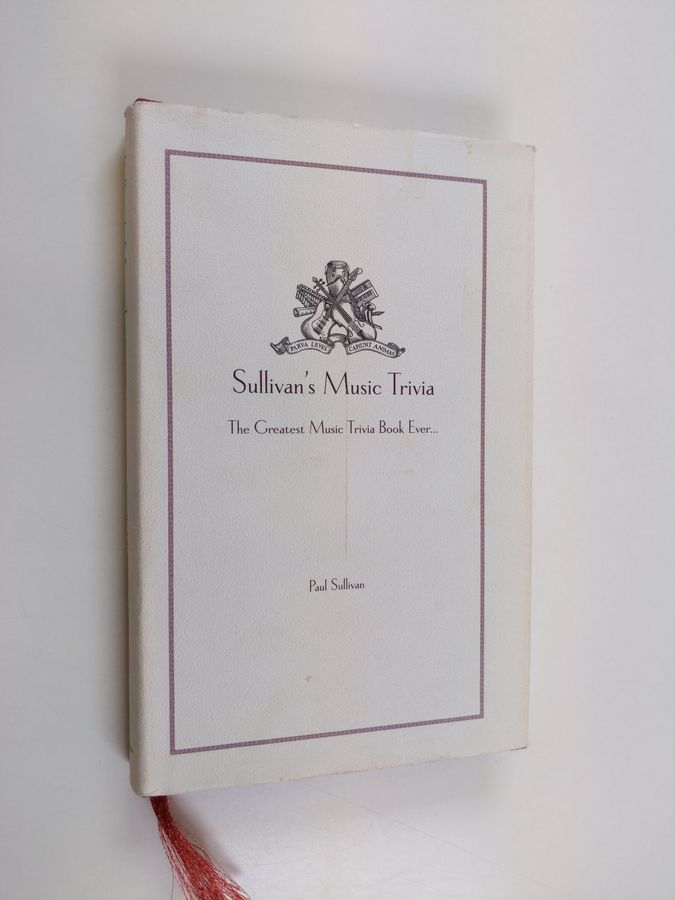 PARVA LEVES CAPIUNT ANIMAS
Sullivan's Music Trivia
The Greatest Music Trivia Book Ever...
Paul Sullivan